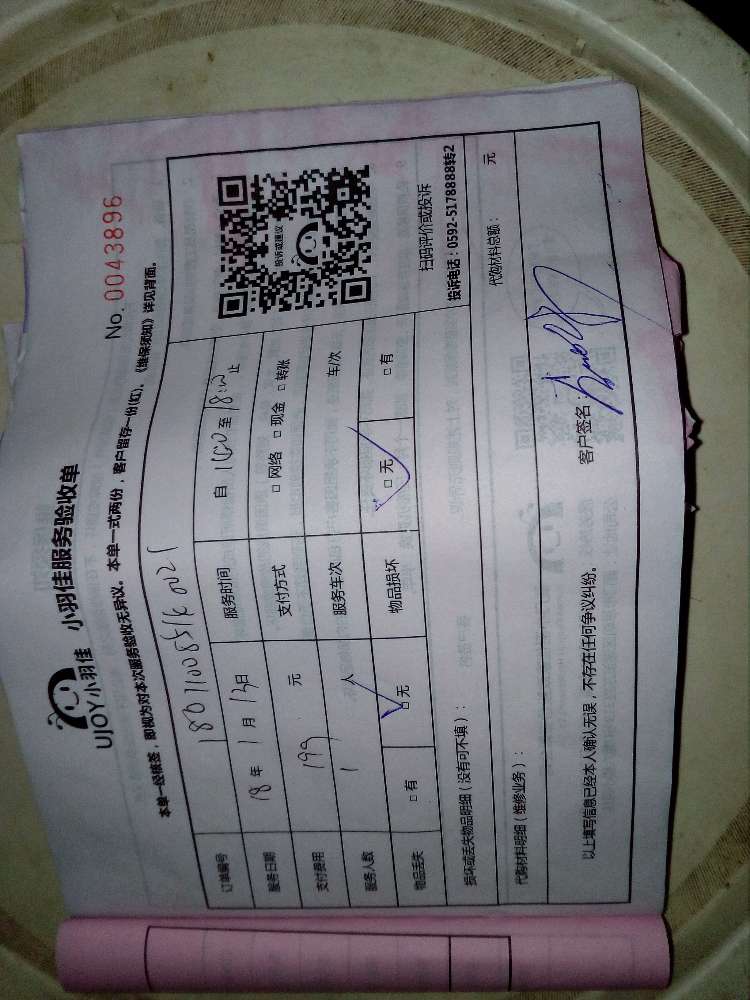 UJOY小羽佳 小羽佳服务验收单
No. 0043896
本单一经核签，即视为对本次服务验收无异议。本单一式两份，客户留存一份(红)，《维保须知》详见背面。
订单编号
服务日期 18 年 1 月 13 日 服务时间 自 至 18:00 止
支付费用 199 元 支付方式 □ 网络 □ 现金 □ 转账
服务人数 1 人 服务车次 车/次
物品丢失 □ 有 □ 无 物品损坏 □ 无 □ 有
投诉或建议
扫码评价或投诉
投诉电话：0592-5178888转2
损坏或丢失物品明细（没有可不填）：
代购材料明细（维修业务）： 代购材料总额： 元
以上填写信息已经本人确认无误，不存在任何争议纠纷。 客户签名：